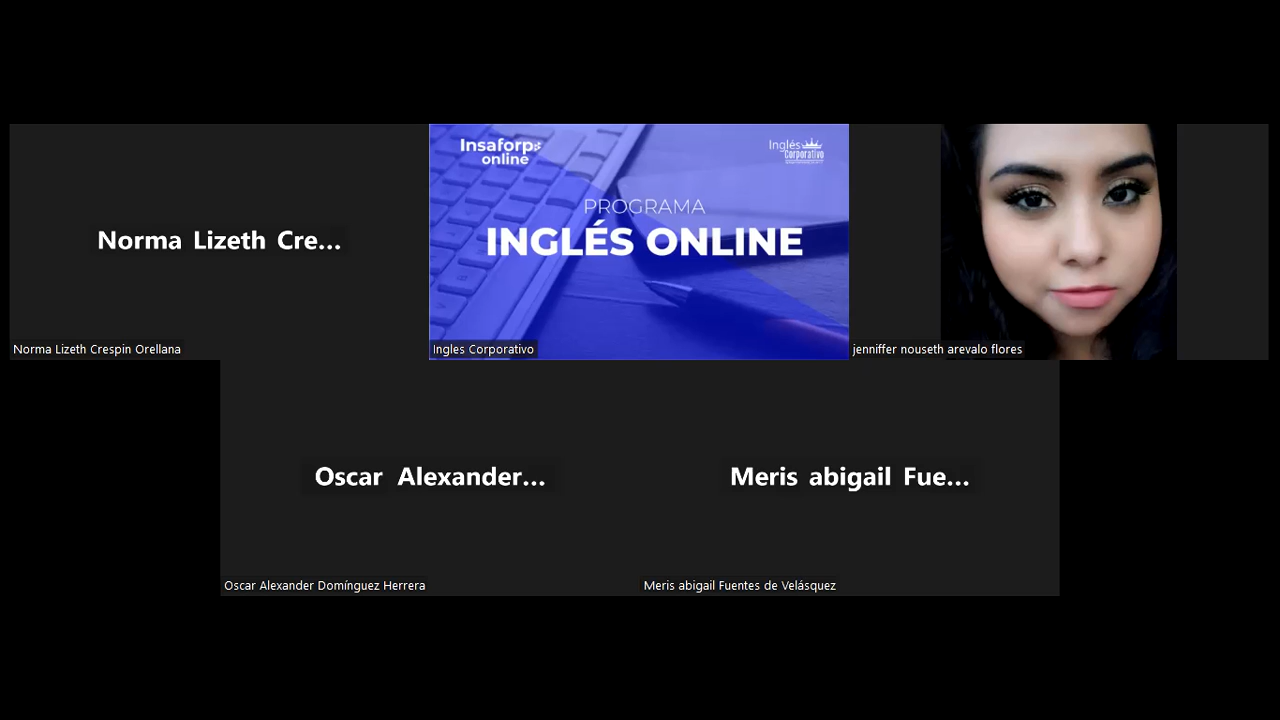 Norma Lizeth Cre...
Norma Lizeth Crespin Orellana
Insaforp
online
Inglés
Corporativo
PROGRAMA
INGLÉS ONLINE
Ingles Corporativo
jenniffer nouseth arevalo flores
Oscar Alexander...
Oscar Alexander Domínguez Herrera
Meris abigail Fue...
Meris abigail Fuentes de Velásquez